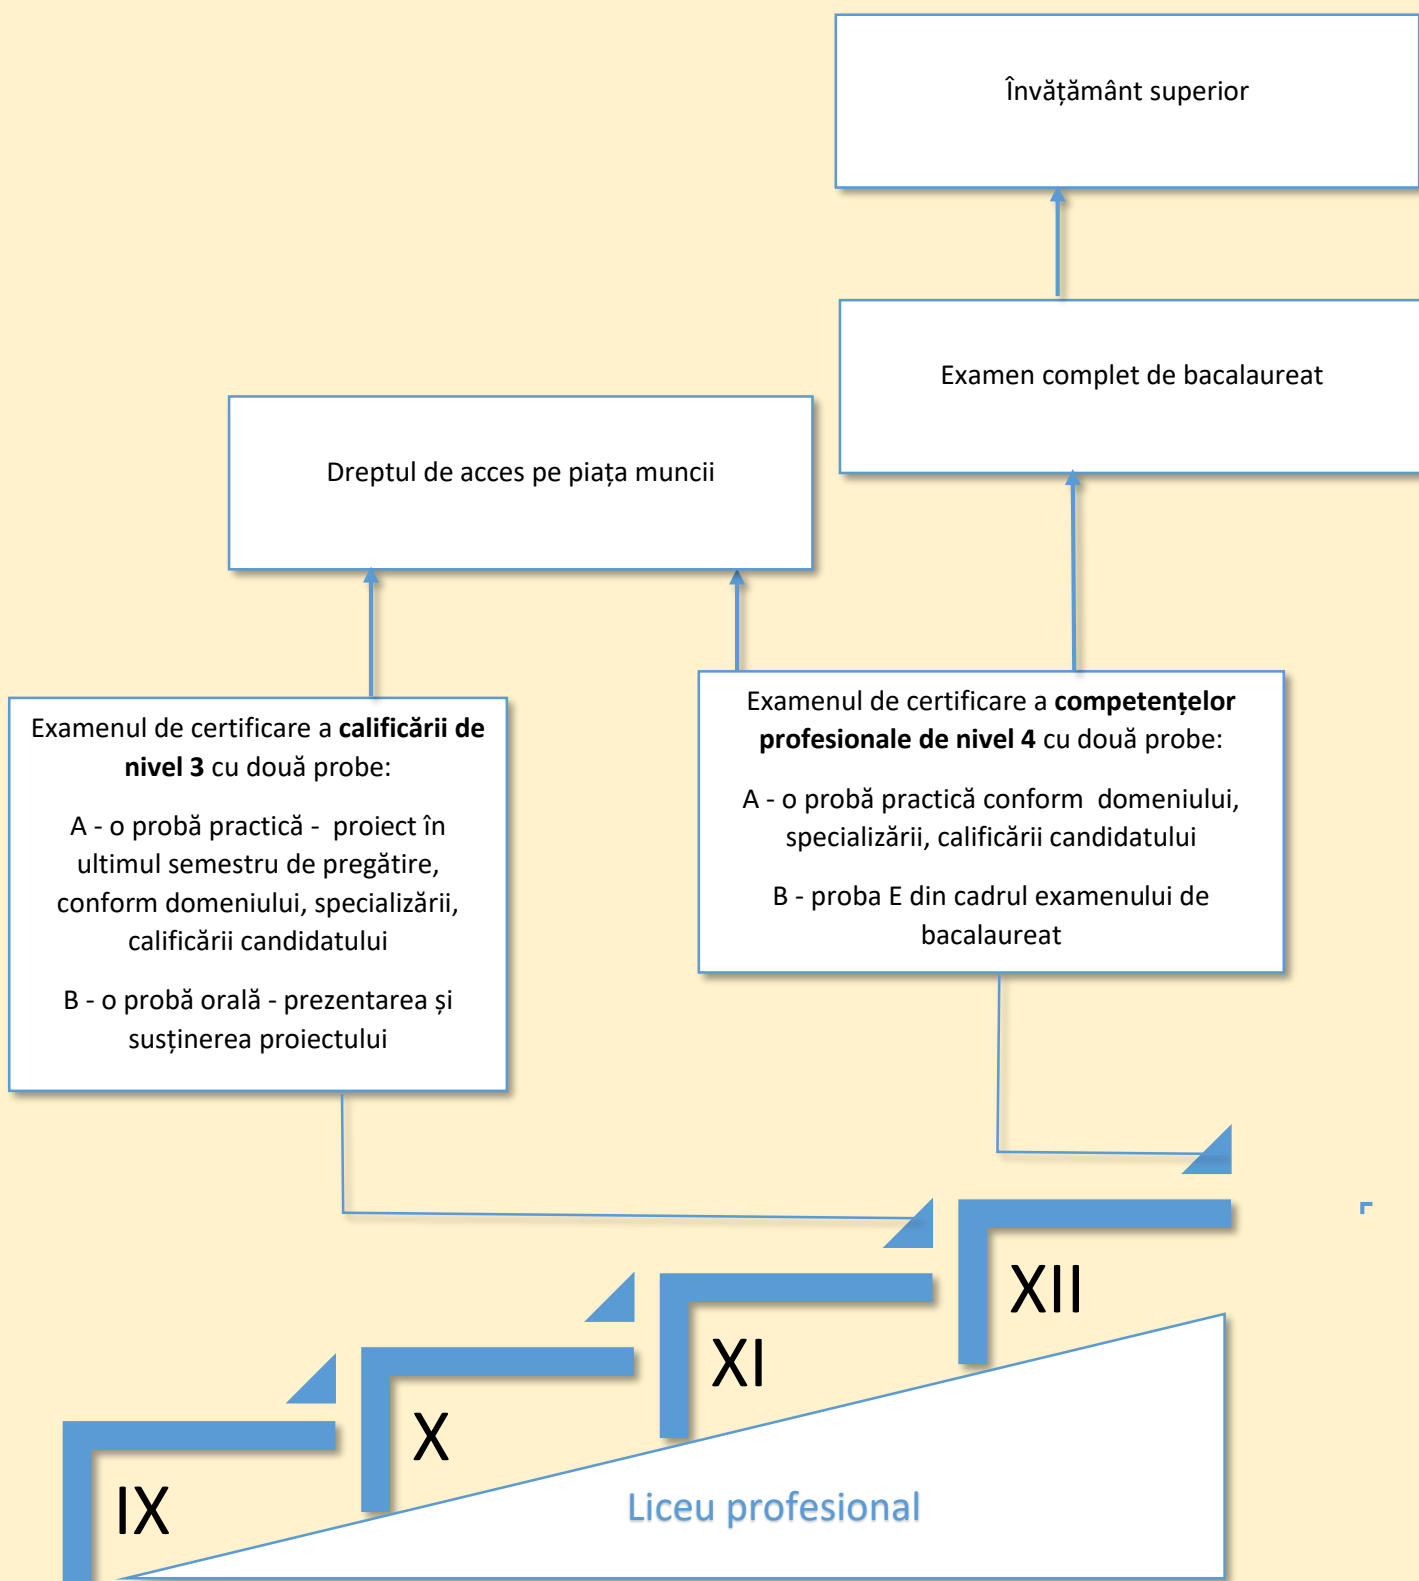 Învățământ superior
Examen complet de bacalaureat
Dreptul de acces pe piața muncii
Examenul de certificare a calificării de
nivel 3 cu două probe:
A - o probă practică - proiect în
ultimul semestru de pregătire,
conform domeniului, specializării,
calificării candidatului
B - o probă orală - prezentarea și
susținerea proiectului
Examenul de certificare a competențelor
profesionale de nivel 4 cu două probe:
A - o probă practică conform domeniului,
specializării, calificării candidatului
B - proba E din cadrul examenului de
bacalaureat
XII
XI
X
IX
Liceu profesional